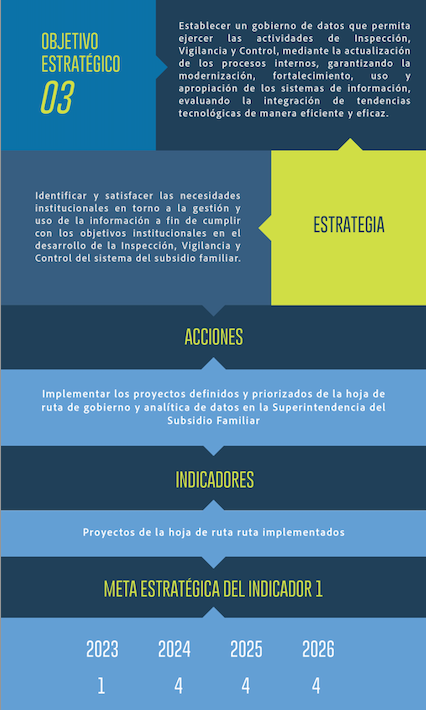 OBJETIVO
ESTRATÉGICO
03
Establecer un gobierno de datos que permita
ejercer las actividades de Inspección,
Vigilancia y Control, mediante la actualización
de los procesos internos, garantizando la
modernización, fortalecimiento, uso y
apropiación de los sistemas de información,
evaluando la integración de tendencias
tecnológicas de manera eficiente y eficaz.
Identificar y satisfacer las necesidades
institucionales en torno a la gestión y
uso de la información a fin de cumplir
con los objetivos institucionales en el
desarrollo de la Inspección, Vigilancia y
Control del sistema del subsidio familiar.
ESTRATEGIA
ACCIONES
Implementar los proyectos definidos y priorizados de la hoja de
ruta de gobierno y analítica de datos en la Superintendencia del
Subsidio Familiar
INDICADORES
Proyectos de la hoja de ruta ruta implementados
META ESTRATÉGICA DEL INDICADOR 1
2023 2024 2025 2026
1 4 4 4